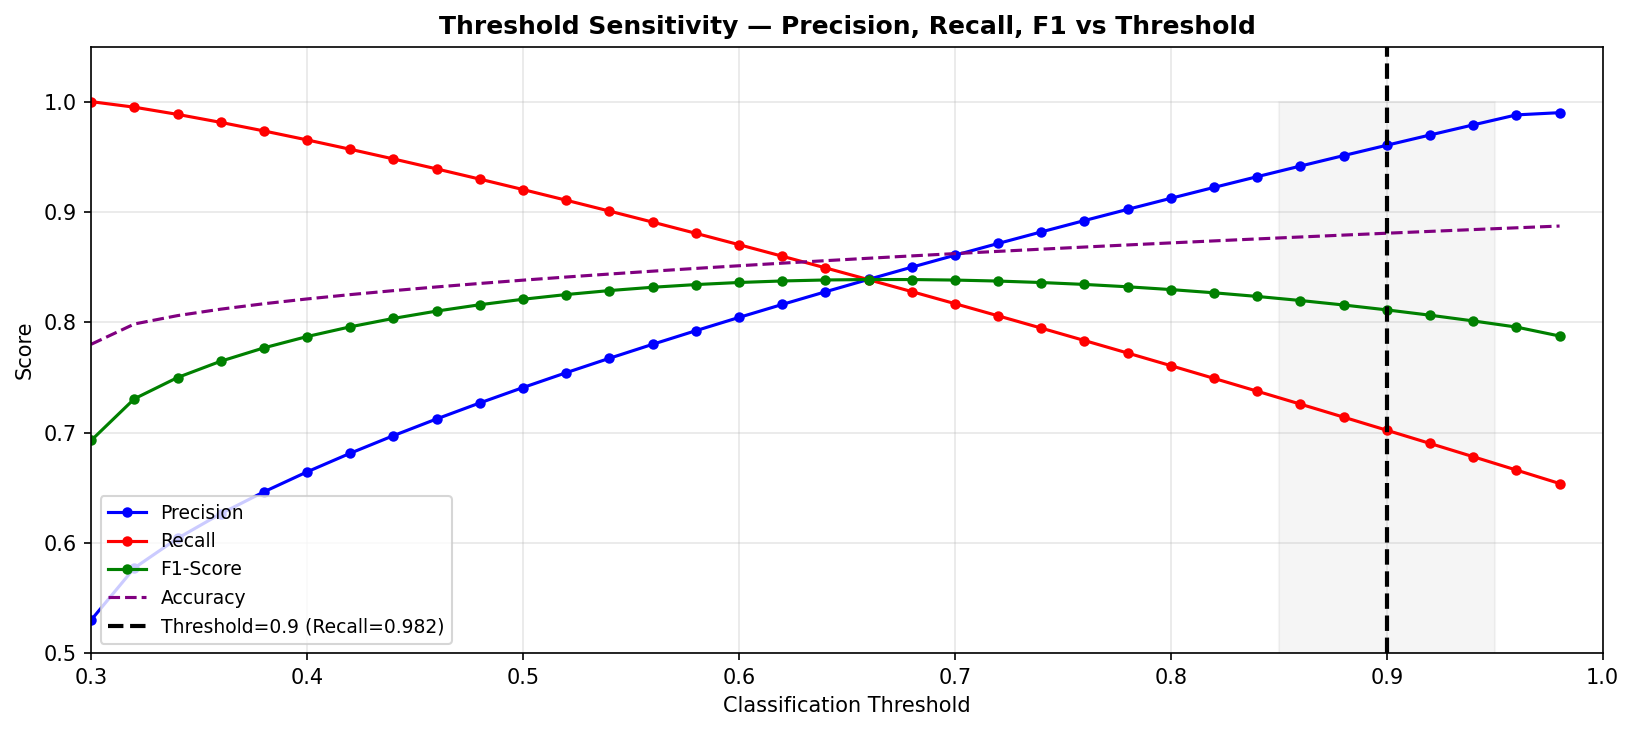 Threshold Sensitivity — Precision, Recall, F1 vs Threshold
Score
1.0
0.9
0.8
0.7
0.6
0.5
Precision
Recall
F1-Score
Accuracy
Threshold=0.9 (Recall=0.982)
0.3 0.4 0.5 0.6 0.7 0.8 0.9 1.0
Classification Threshold